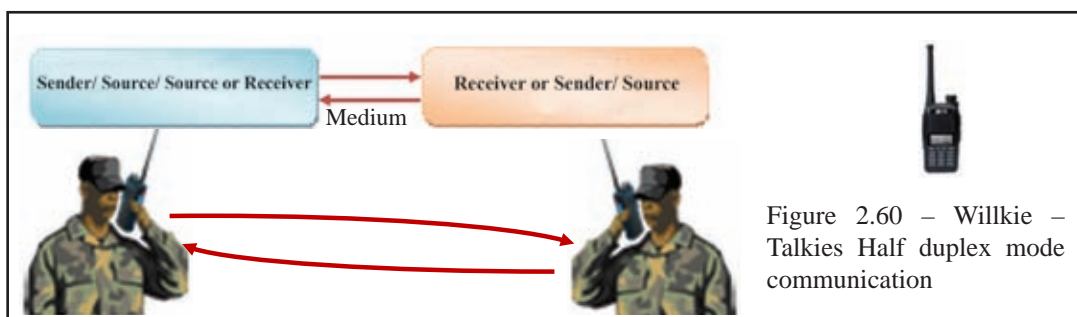 Sender/ Source/ Source or Receiver
Receiver or Sender/ Source
Medium
Figure 2.60 – Willkie –
Talkies Half duplex mode
communication